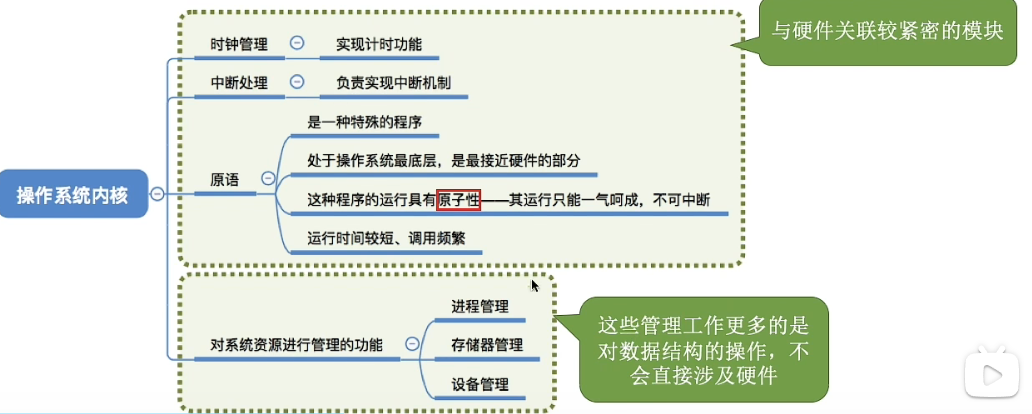 与硬件关联较紧密的模块
时钟管理
实现计时功能
中断处理
负责实现中断机制
是一种特殊的程序
处于操作系统最底层，是最接近硬件的部分
操作系统内核
原语
这种程序的运行具有原子性——其运行只能一气呵成，不可中断
运行时间较短、调用频繁
对系统资源进行管理的功能
进程管理
存储器管理
设备管理
这些管理工作更多的是
对数据结构的操作，不
会直接涉及硬件